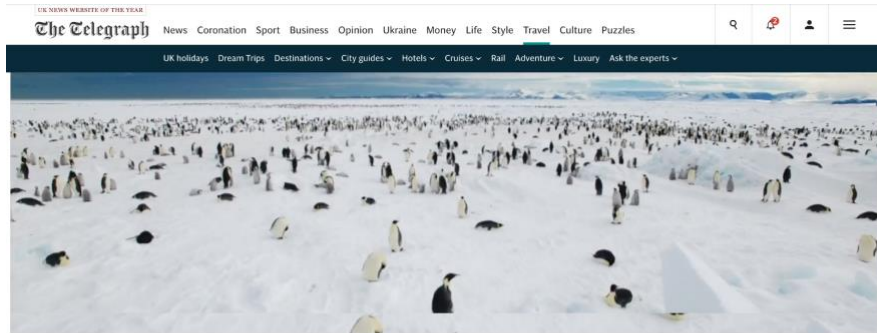 UK NEWS WEBSITE OF THE YEAR
The Telegraph News Coronation Sport Business Opinion Ukraine Money Life Style Travel Culture Puzzles
2
UK holidays Dream Trips Destinations City guides Hotels Cruises Rail Adventure Luxury Ask the experts